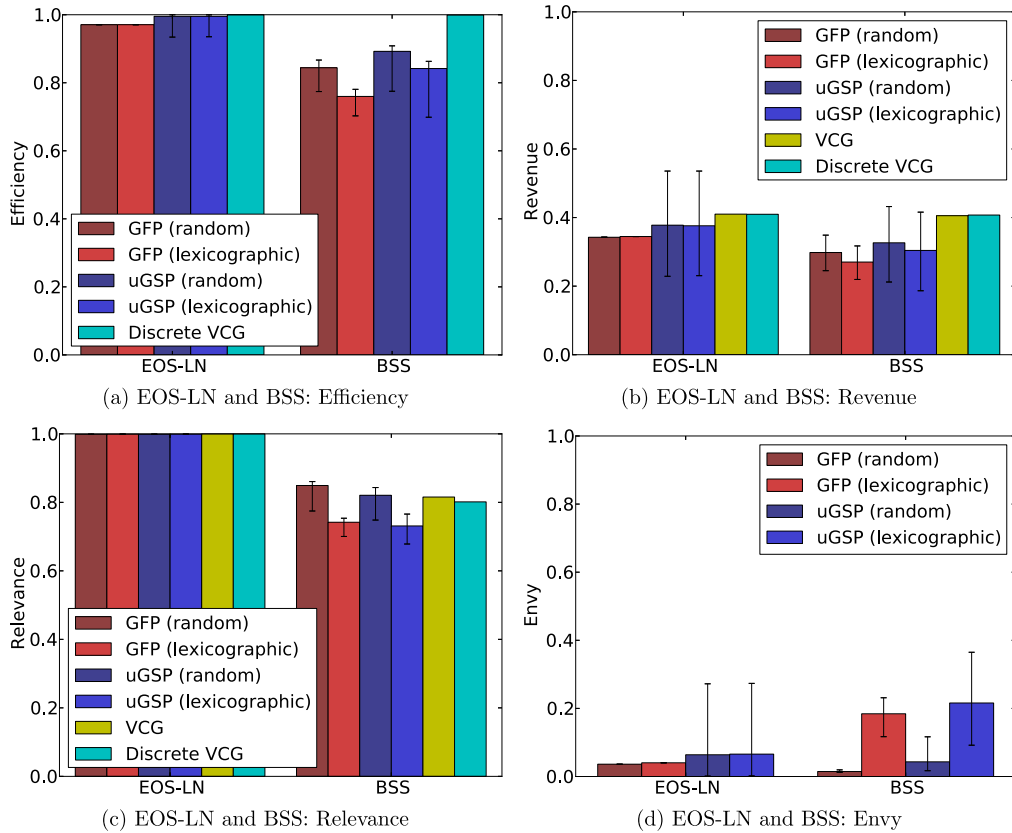 1.0
0.8
0.6
0.4
0.2
0.0
Efficiency
GFP (random)
GFP (lexicographic)
uGSP (random)
uGSP (lexicographic)
Discrete VCG
EOS-LN
BSS
(a) EOS-LN and BSS: Efficiency
1.0
0.8
0.6
0.4
0.2
0.0
Revenue
GFP (random)
GFP (lexicographic)
uGSP (random)
uGSP (lexicographic)
VCG
Discrete VCG
EOS-LN
BSS
(b) EOS-LN and BSS: Revenue
1.0
0.8
0.6
0.4
0.2
0.0
Relevance
GFP (random)
GFP (lexicographic)
uGSP (random)
uGSP (lexicographic)
VCG
Discrete VCG
EOS-LN
BSS
(c) EOS-LN and BSS: Relevance
1.0
0.8
0.6
0.4
0.2
0.0
Envy
GFP (random)
GFP (lexicographic)
uGSP (random)
uGSP (lexicographic)
EOS-LN
BSS
(d) EOS-LN and BSS: Envy